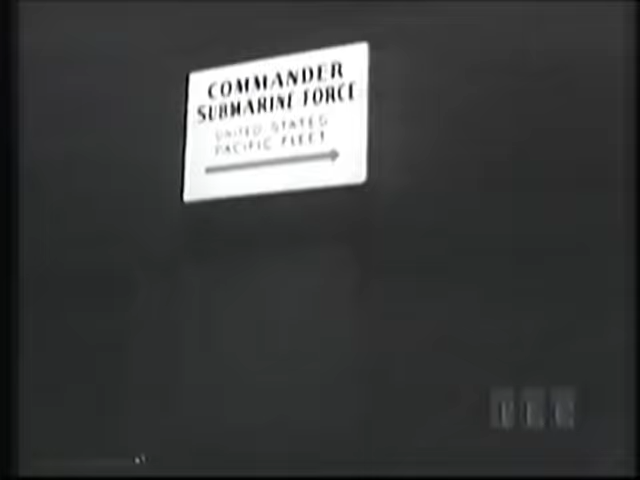 COMMANDER
SUBMARINE FORCE
UNITED STATES
PACIFIC FLEET